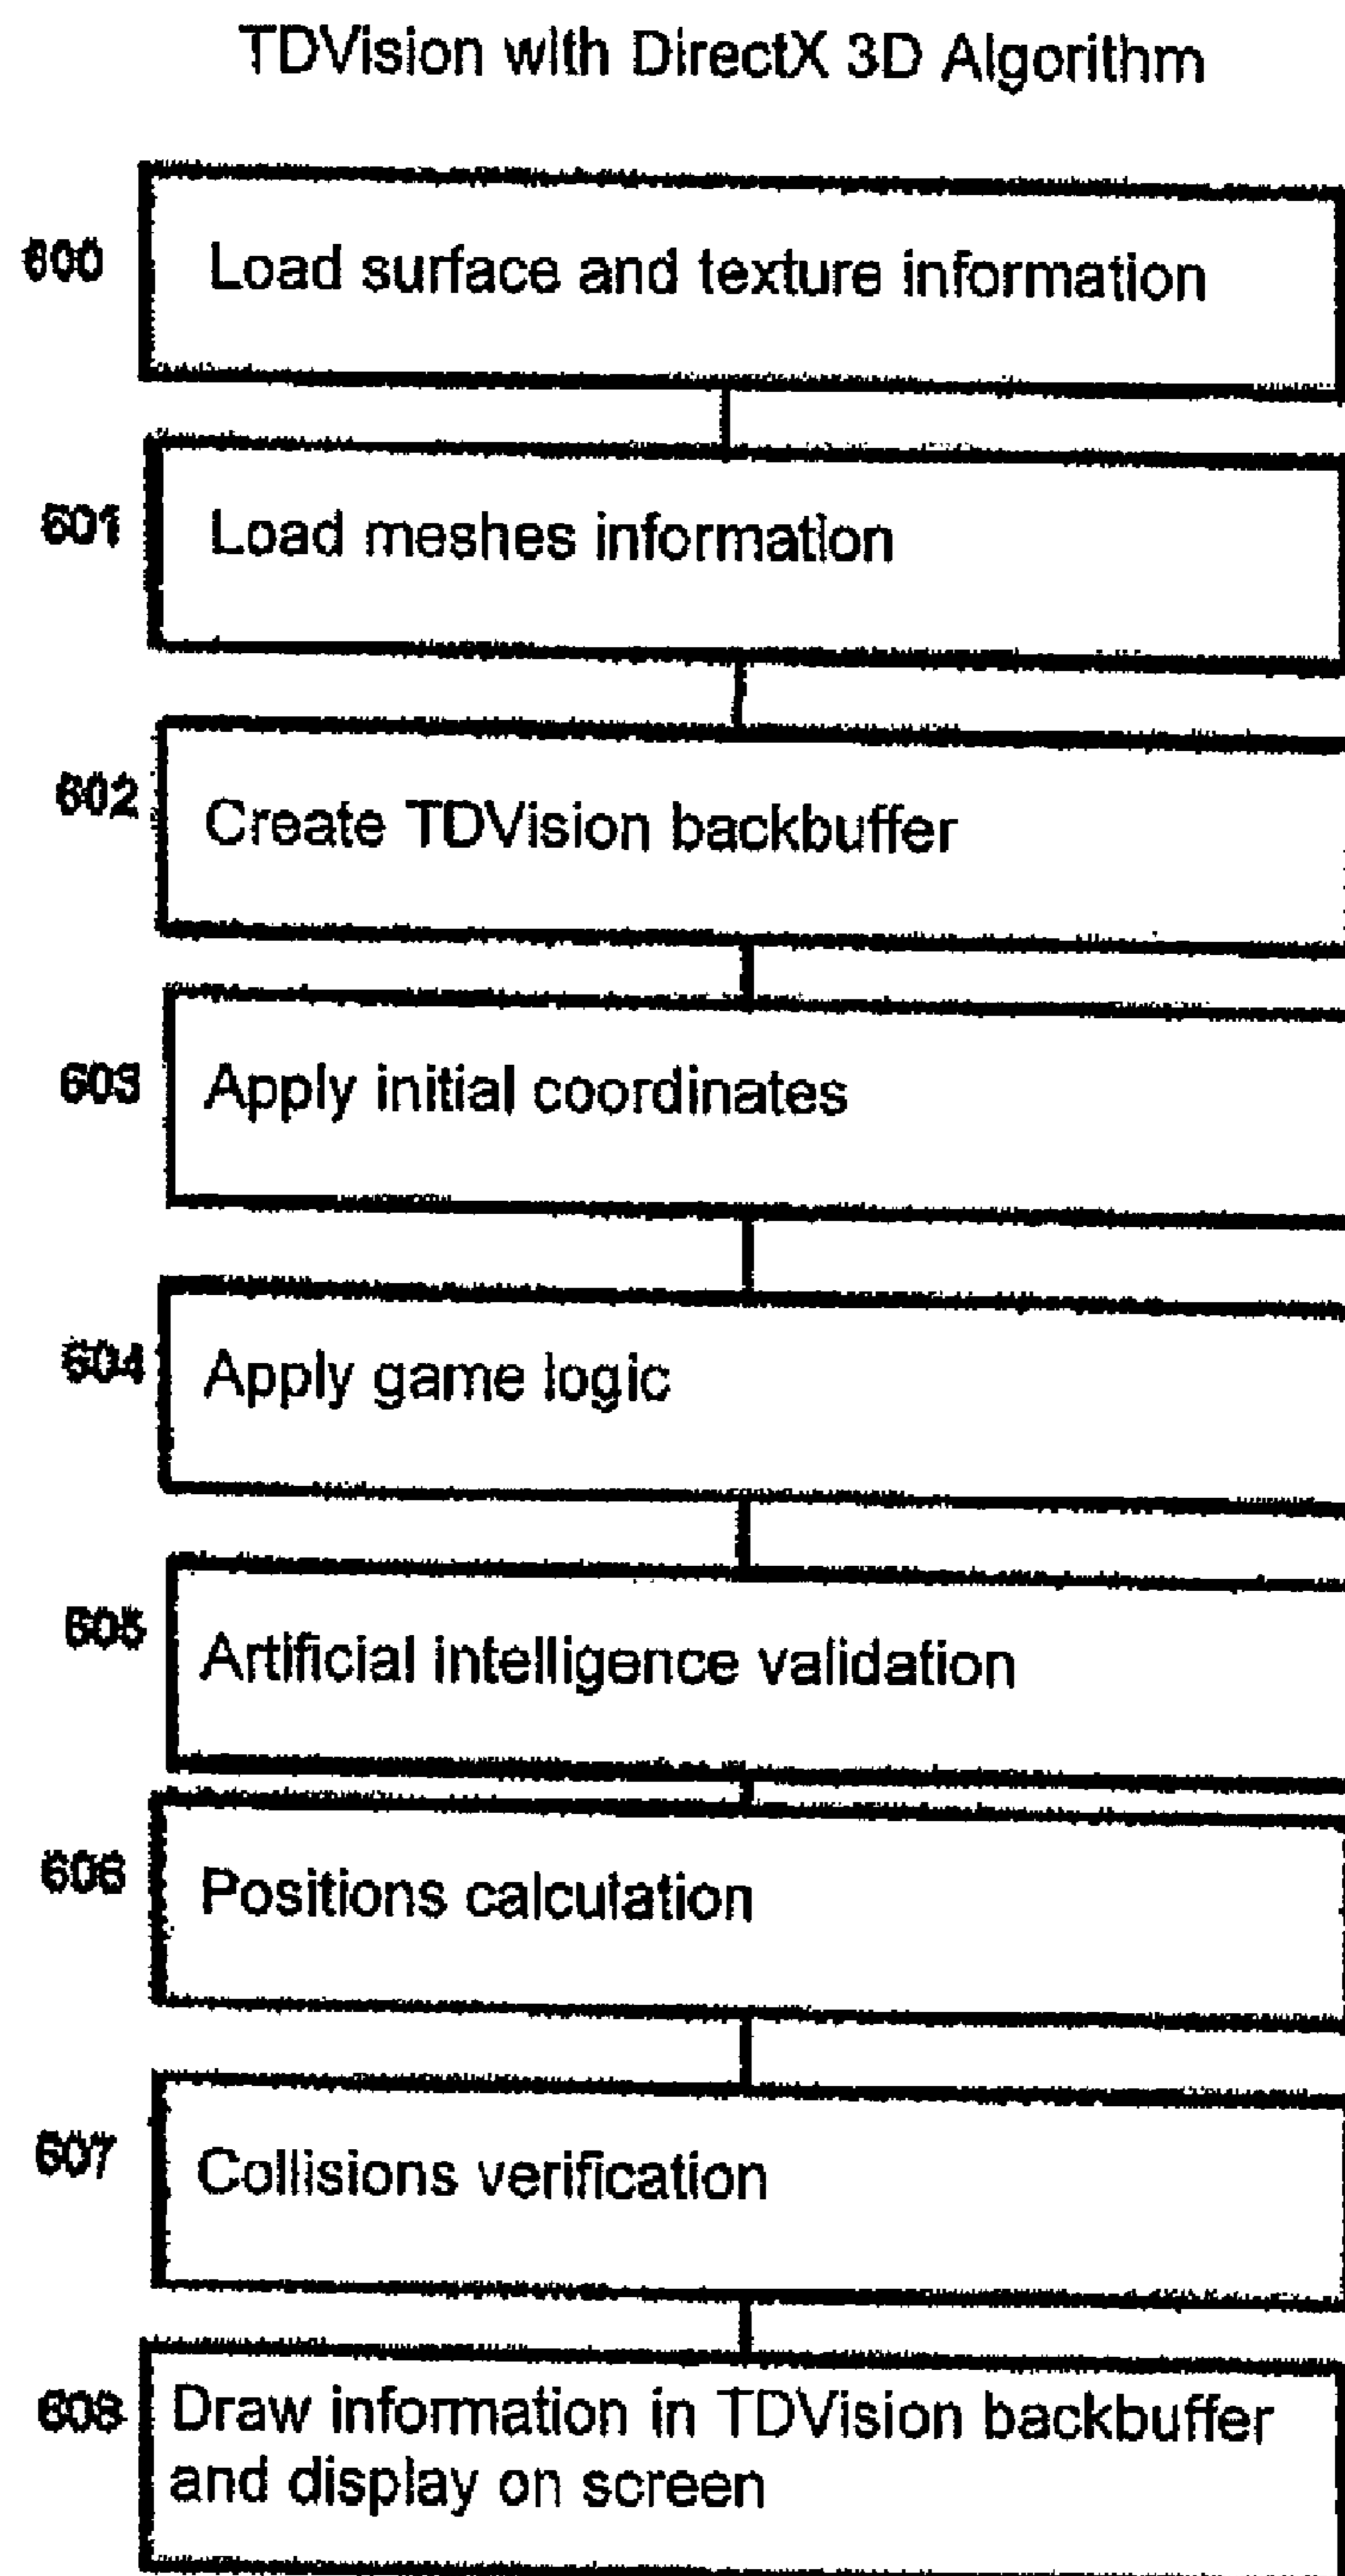 TDVision with DirectX 3D Algorithm
600
Load surface and texture information
601
Load meshes information
602
Create TDVision backbuffer
603
Apply initial coordinates
604
Apply game logic
605
Artificial intelligence validation
606
Positions calculation
607
Collisions verification
608
Draw information in TDVision backbuffer
and display on screen